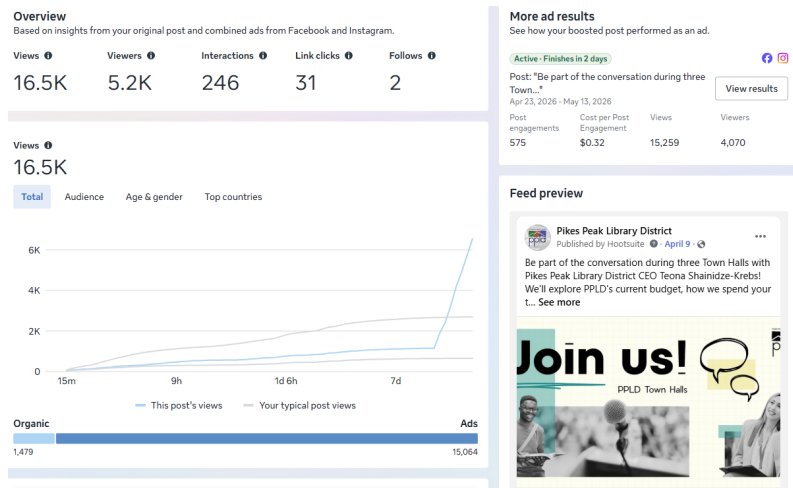 Overview
Based on insights from your original post and combined ads from Facebook and Instagram.
Views Viewers Interactions Link clicks Follows
16.5K 5.2K 246 31 2
Views
16.5K
Total Audience Age & gender Top countries
6K
4K
2K
0
15m 9h 1d 6h 7d
This post's views Your typical post views
Organic Ads
1,479 15,064
More ad results
See how your boosted post performed as an ad.
Active · Finishes in 2 days
Post: "Be part of the conversation during three
Town..."
View results
Apr 23, 2026 - May 13, 2026
Post engagements Cost per Post Engagement Views Viewers
575 $0.32 15,259 4,070
Feed preview
ppld
Pikes Peak Library District
Published by Hootsuite · April 9 ·
Be part of the conversation during three Town Halls with
Pikes Peak Library District CEO Teona Shainidze-Krebs!
We'll explore PPLD's current budget, how we spend your
t... See more
Join us!
PPLD Town Halls